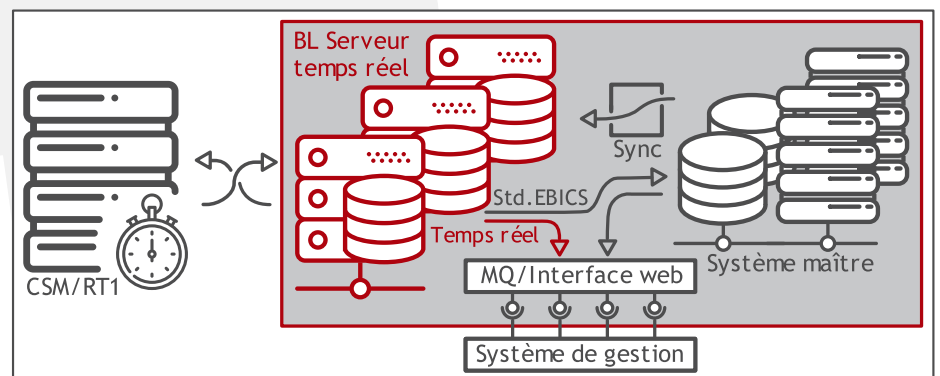 BL Serveur
temps réel
Sync
Std.EBICS
Temps réel
Système maître
MQ/Interface web
CSM/RT1
Système de gestion